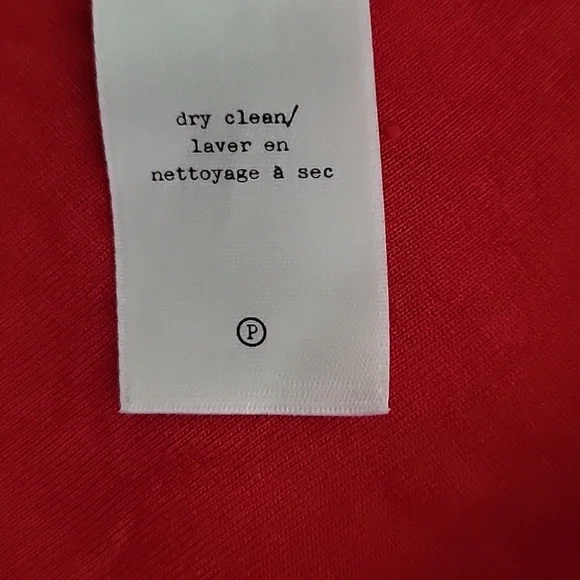 dry clean/
laver en
nettoyage à sec
P